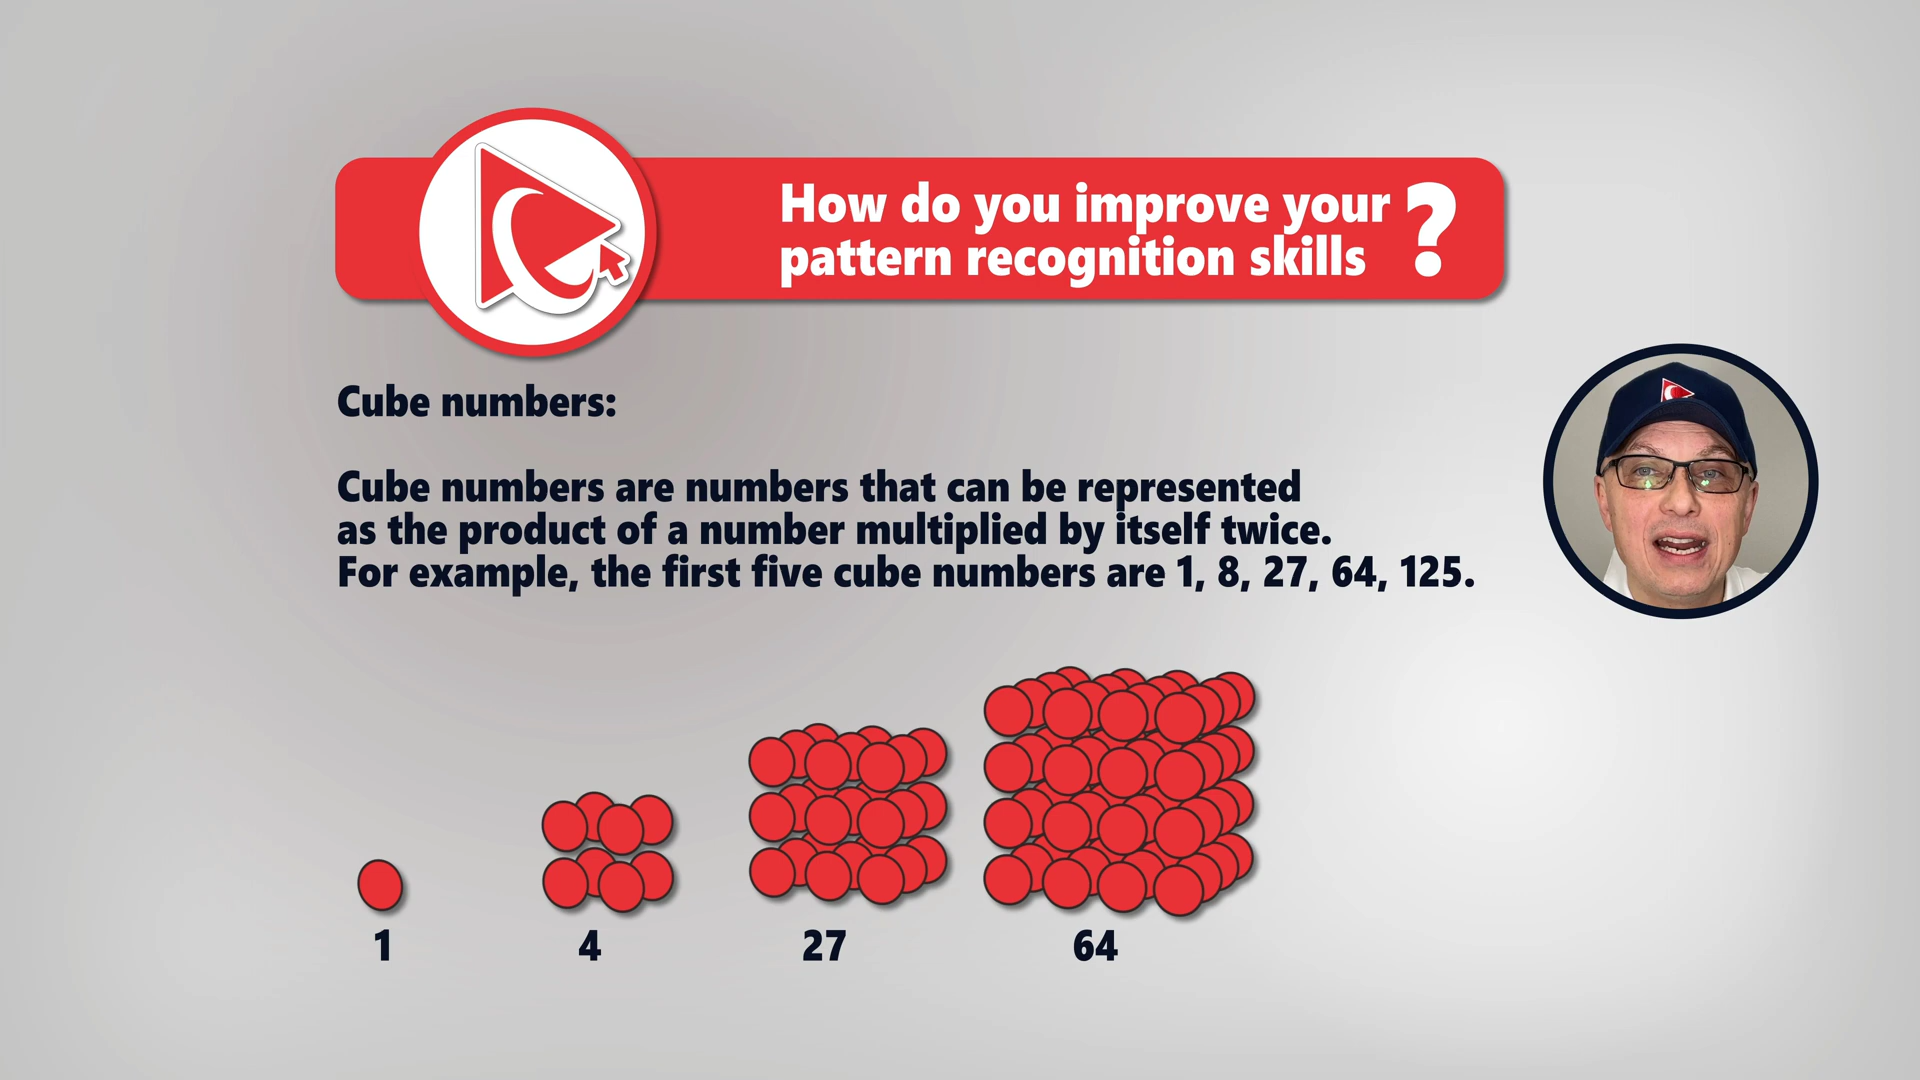 How do you improve your
pattern recognition skills ?
Cube numbers:
Cube numbers are numbers that can be represented
as the product of a number multiplied by itself twice.
For example, the first five cube numbers are 1, 8, 27, 64, 125.
1 4 27 64